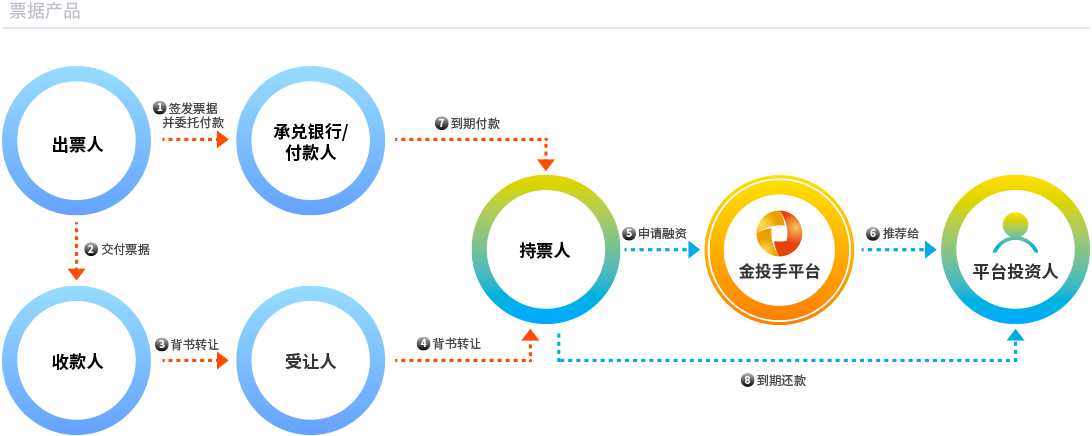 票据产品
出票人
1 签发票据
并委托付款
承兑银行/
付款人
7 到期付款
2 交付票据
持票人
5 申请融资
金投手平台
6 推荐给
平台投资人
收款人
3 背书转让
受让人
4 背书转让
8 到期还款